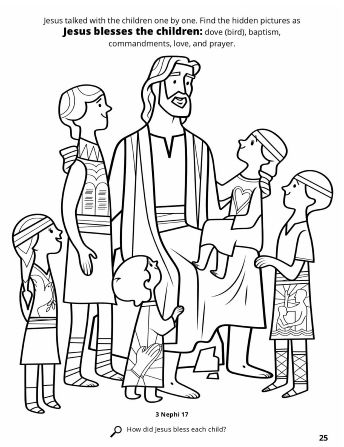 Jesus talked with the children one by one. Find the hidden pictures as
Jesus blesses the children: dove (bird), baptism,
commandments, love, and prayer.
3 Nephi 17
How did Jesus bless each child?
25